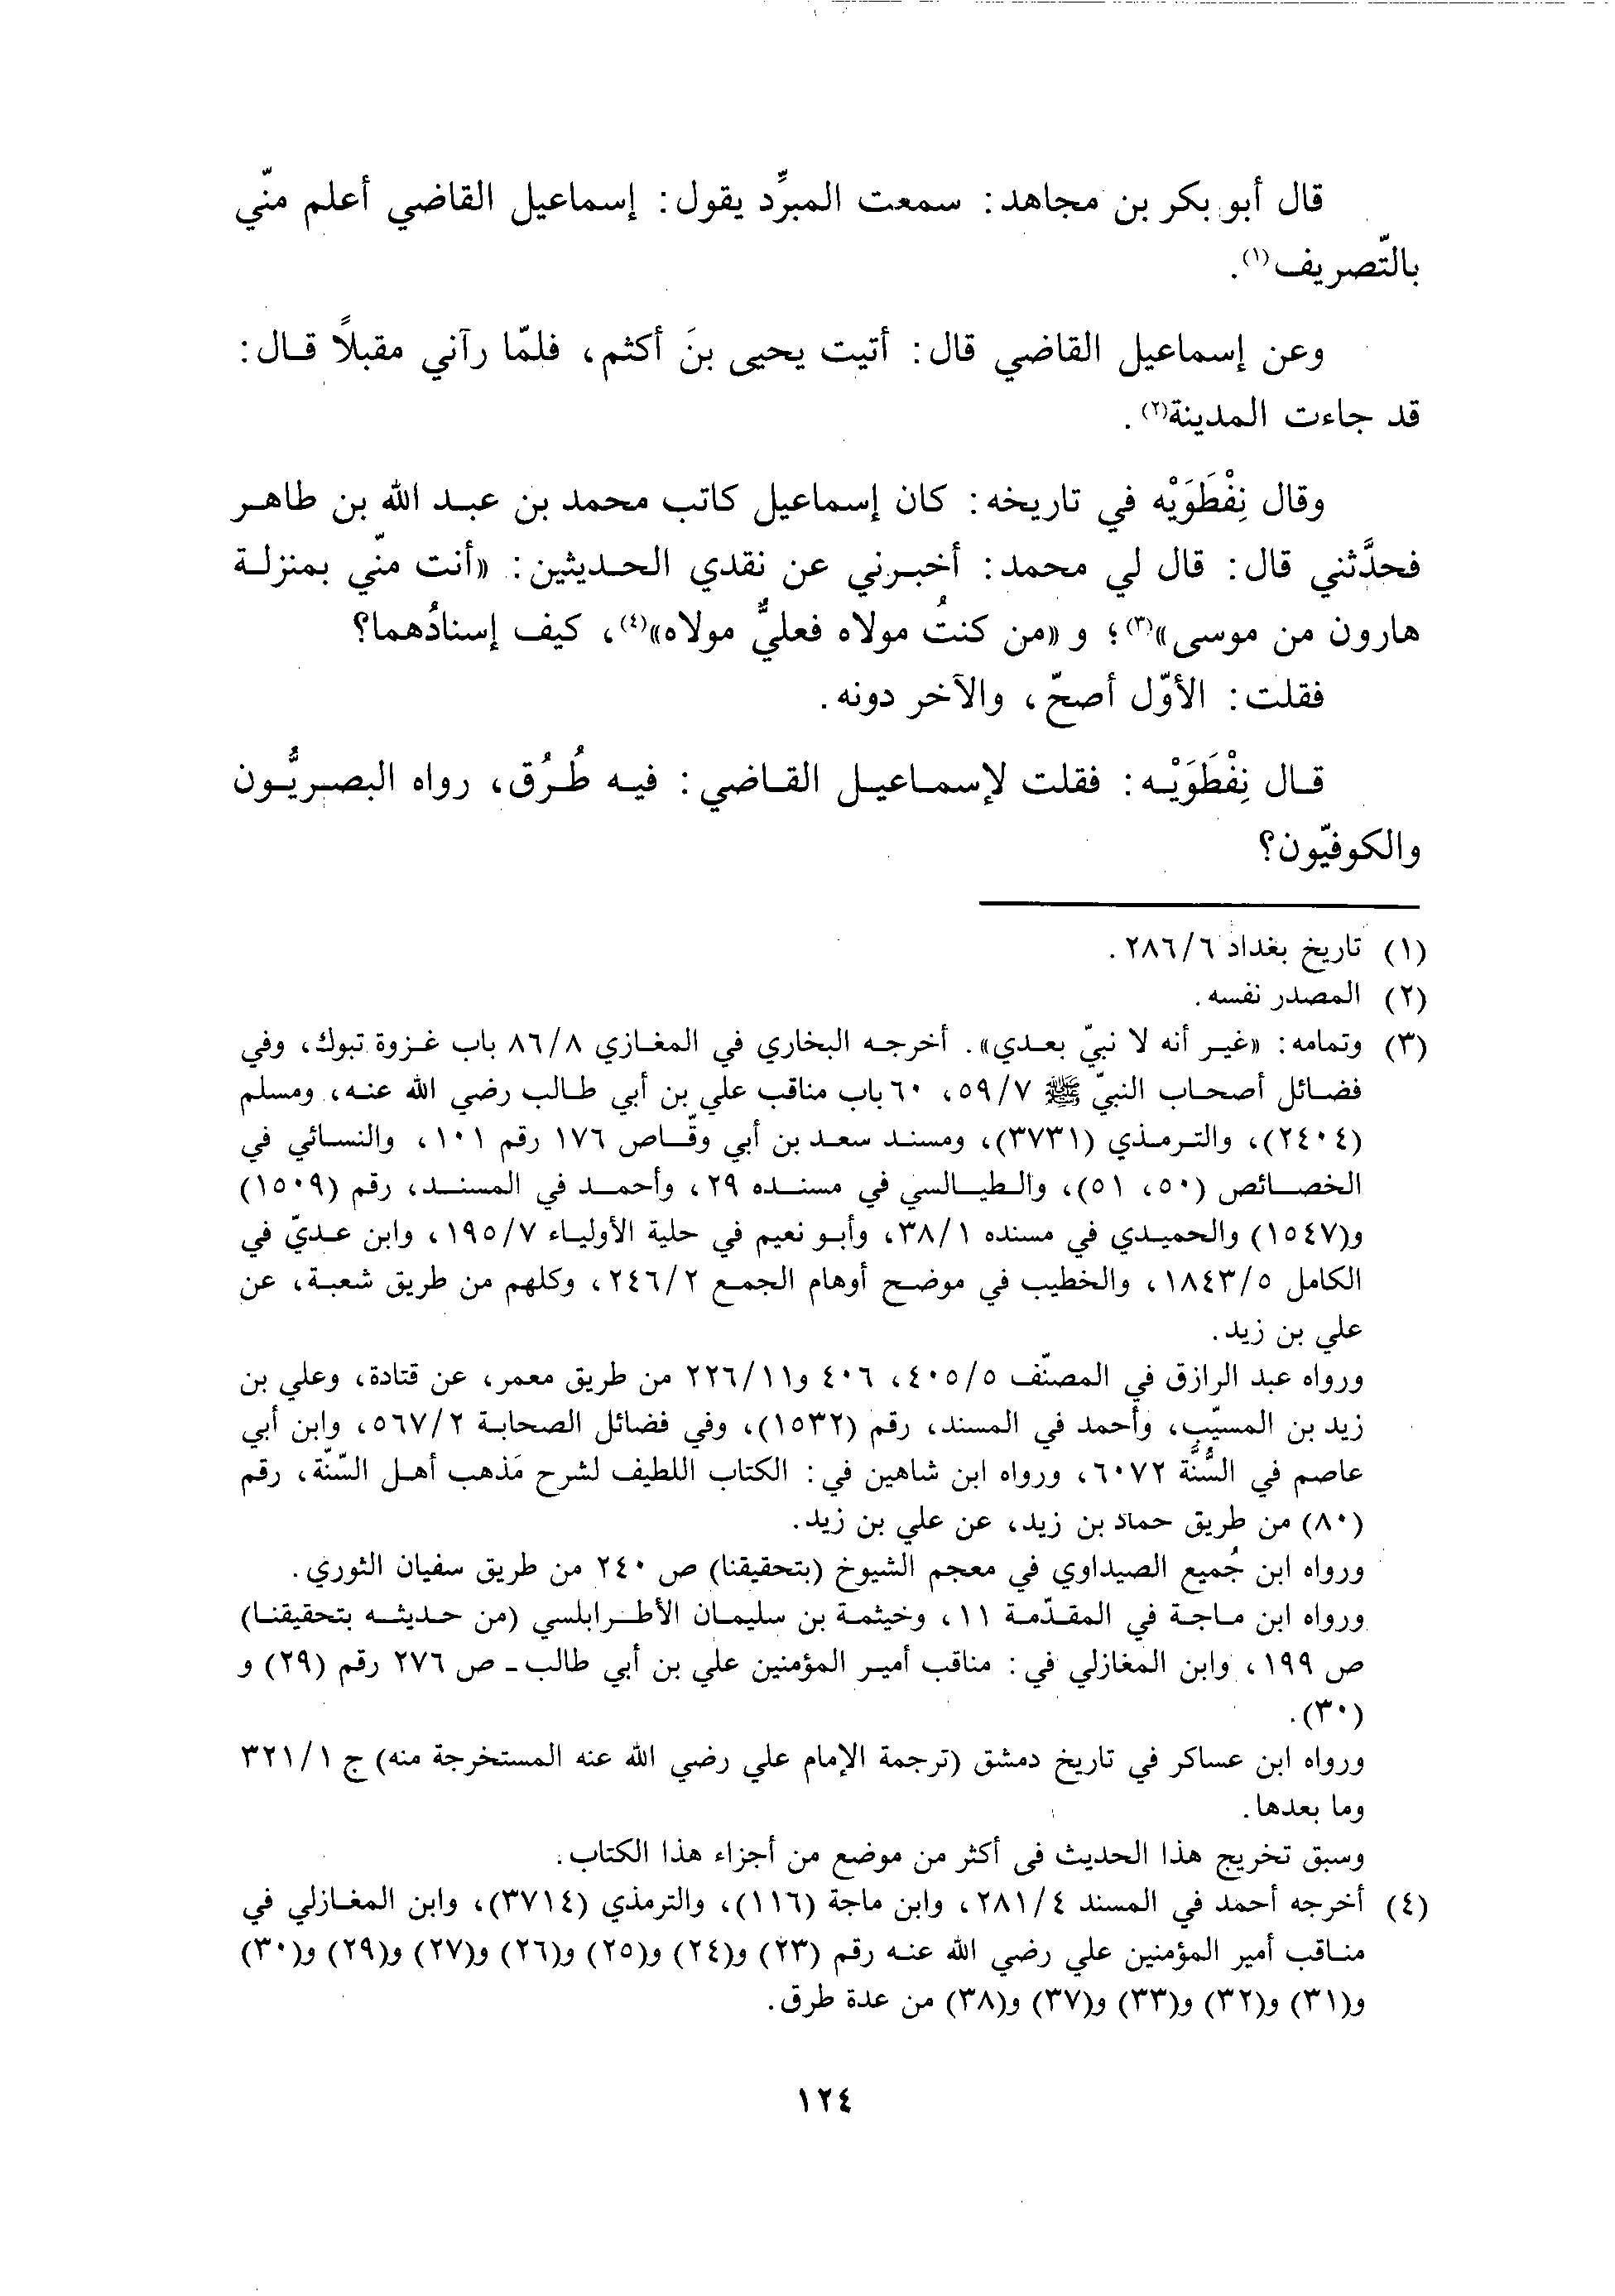 قال أبو بكر بن مجاهد: سمعت المبرِّد يقول: إسماعيل القاضي أعلم منّي
بالتّصريف(١).
وعن إسماعيل القاضي قال: أتيت يحيى بنَ أكثم، فلمّا رآني مقبلاً قال:
قد جاءت المدينة(٢).
وقال نِفْطَوَيْه في تاريخه: كان إسماعيل كاتب محمد بن عبد الله بن طاهر
فحدَّثني قال: قال لي محمد: أخبرني عن نقدي الحديثين: «أنت منّي بمنزلة
هارون من موسى»(٣)؛ و «من كنتُ مولاه فعليٌّ مولاه»(٤)، كيف إسنادُهما؟
فقلت: الأوّل أصحّ، والآخر دونه.
قال نِفْطَوَيْه: فقلت لإسماعيل القاضي: فيه طُرُق، رواه البصريُّون
والكوفيّون؟
(١) تاريخ بغداد ٢٨٦/٦.
(٢) المصدر نفسه.
(٣) وتمامه: «غير أنه لا نبيّ بعدي». أخرجه البخاري في المغازي ٨٦/٨ باب غزوة تبوك، وفي
فضائل أصحاب النبيّ ﷺ ٥٩/٧، ٦٠ باب مناقب علي بن أبي طالب رضي الله عنه، ومسلم
(٢٤٠٤)، والترمذي (٣٧٣١)، ومسند سعد بن أبي وقّاص ١٧٦ رقم ١٠١، والنسائي في
الخصائص (٥٠، ٥١)، والطيالسي في مسنده ٢٩، وأحمد في المسند، رقم (١٥٠٩)
و(١٥٤٧) والحميدي في مسنده ٣٨/١، وأبو نعيم في حلية الأولياء ١٩٥/٧، وابن عديّ في
الكامل ١٨٤٣/٥، والخطيب في موضح أوهام الجمع ٢٤٦/٢، وكلهم من طريق شعبة، عن
علي بن زيد.
ورواه عبد الرازق في المصنّف ٤٠٥/٥، ٤٠٦ و٢٢٦/١١ من طريق معمر، عن قتادة، وعلي بن
زيد بن المسيّب، وأحمد في المسند، رقم (١٥٣٢)، وفي فضائل الصحابة ٥٦٧/٢، وابن أبي
عاصم في السُّنَّة ٦٠٧٢، ورواه ابن شاهين في: الكتاب اللطيف لشرح مَذهب أهل السّنّة، رقم
(٨٠) من طريق حماد بن زيد، عن علي بن زيد.
ورواه ابن جُميع الصيداوي في معجم الشيوخ (بتحقيقنا) ص ٢٤٠ من طريق سفيان الثوري.
ورواه ابن ماجة في المقدّمة ١١، وخيثمة بن سليمان الأطرابلسي (من حديثه بتحقيقنا)
ص ١٩٩، وابن المغازلي في: مناقب أمير المؤمنين علي بن أبي طالب ـ ص ٢٧٦ رقم (٢٩) و
(٣٠).
ورواه ابن عساكر في تاريخ دمشق (ترجمة الإمام علي رضي الله عنه المستخرجة منه) ج ٣٢١/١
وما بعدها.
وسبق تخريج هذا الحديث فى أكثر من موضع من أجزاء هذا الكتاب.
(٤) أخرجه أحمد في المسند ٢٨١/٤، وابن ماجة (١١٦)، والترمذي (٣٧١٤)، وابن المغازلي في
مناقب أمير المؤمنين علي رضي الله عنه رقم (٢٣) و(٢٤) و(٢٥) و(٢٦) و(٢٧) و(٢٩) و(٣٠)
و(٣١) و(٣٢) و(٣٣) و(٣٧) و(٣٨) من عدة طرق.
١٢٤